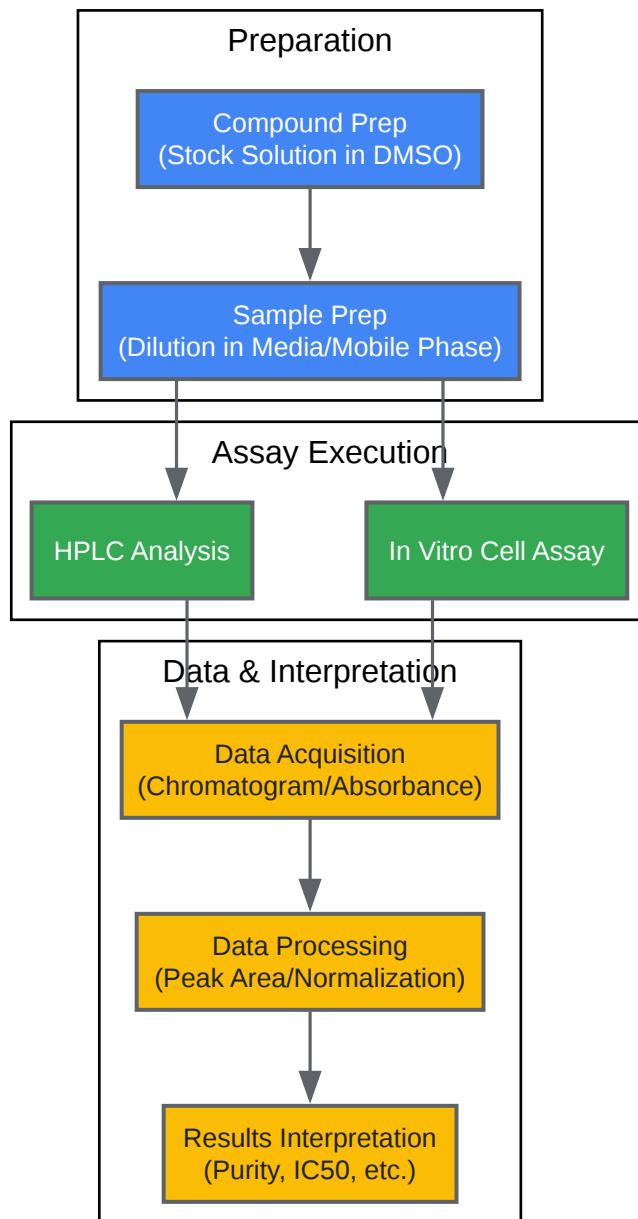 Preparation
Compound Prep
(Stock Solution in DMSO)
Sample Prep
(Dilution in Media/Mobile Phase)
Assay Execution
HPLC Analysis
In Vitro Cell Assay
Data & Interpretation
Data Acquisition
(Chromatogram/Absorbance)
Data Processing
(Peak Area/Normalization)
Results Interpretation
(Purity, IC50, etc.)